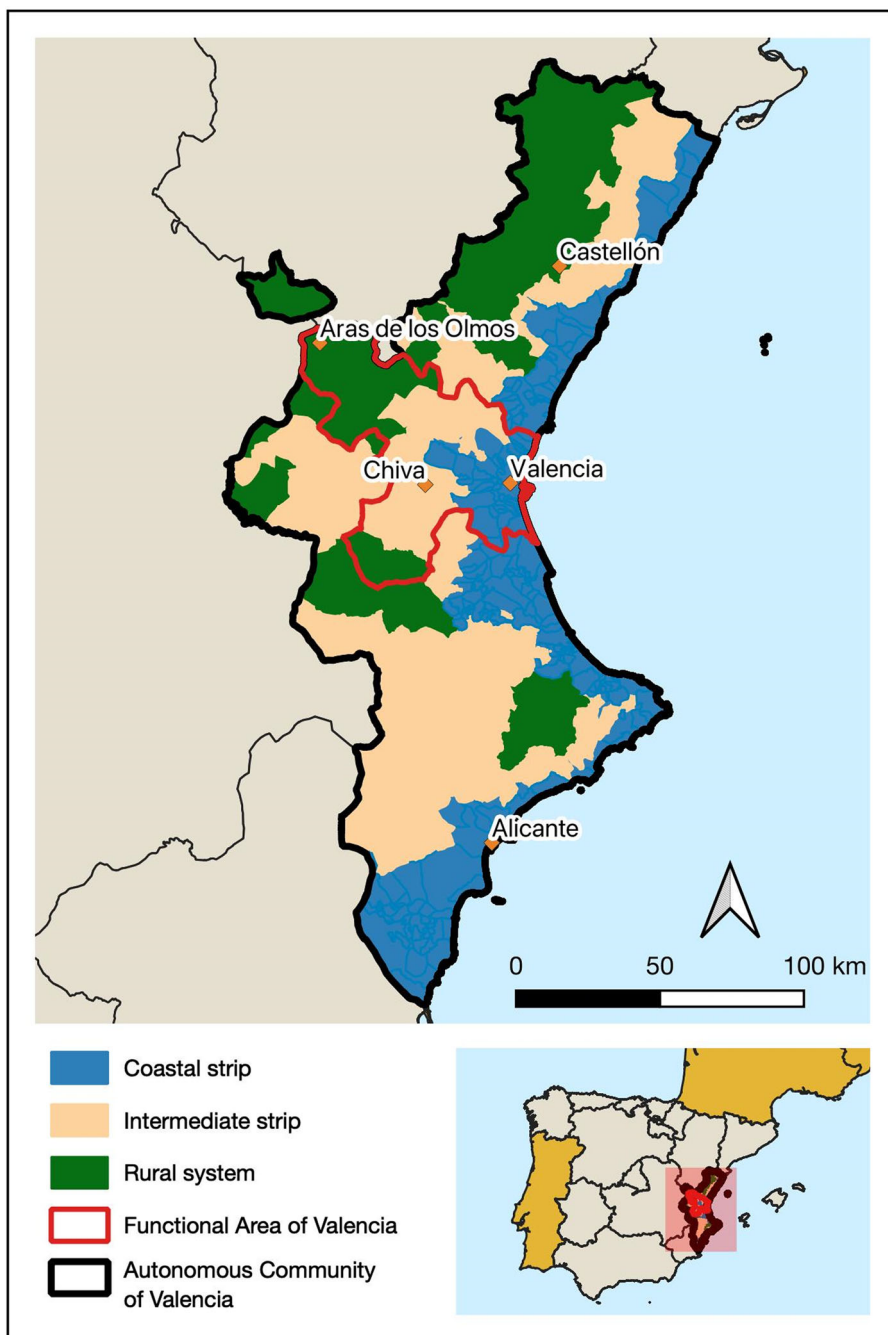 Castellón
Aras de los Olmos
Chiva
Valencia
Alicante
0 50 100 km
Coastal strip
Intermediate strip
Rural system
Functional Area of Valencia
Autonomous Community
of Valencia